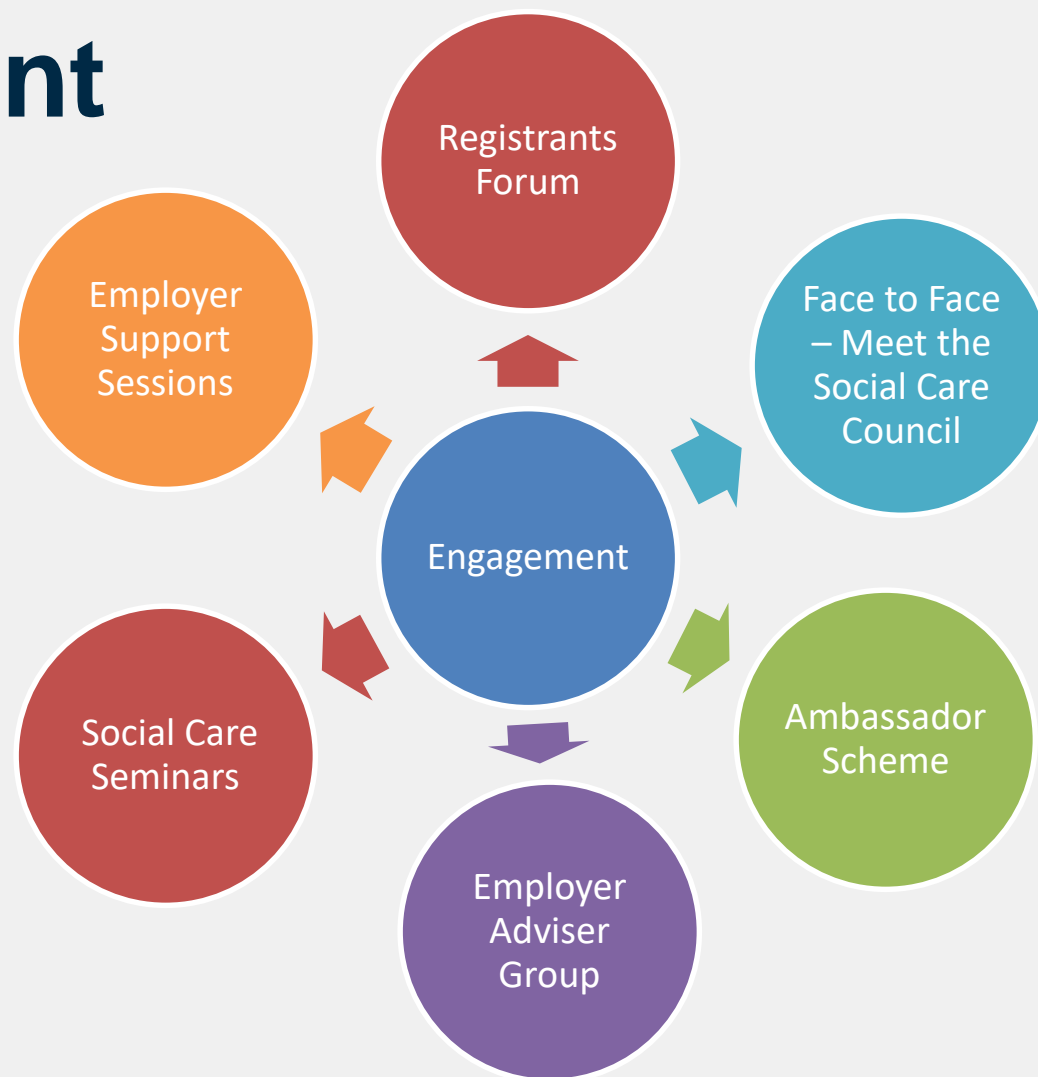 nt
Registrants
Forum
Face to Face
– Meet the
Social Care
Council
Ambassador
Scheme
Employer
Adviser
Group
Social Care
Seminars
Employer
Support
Sessions
Engagement